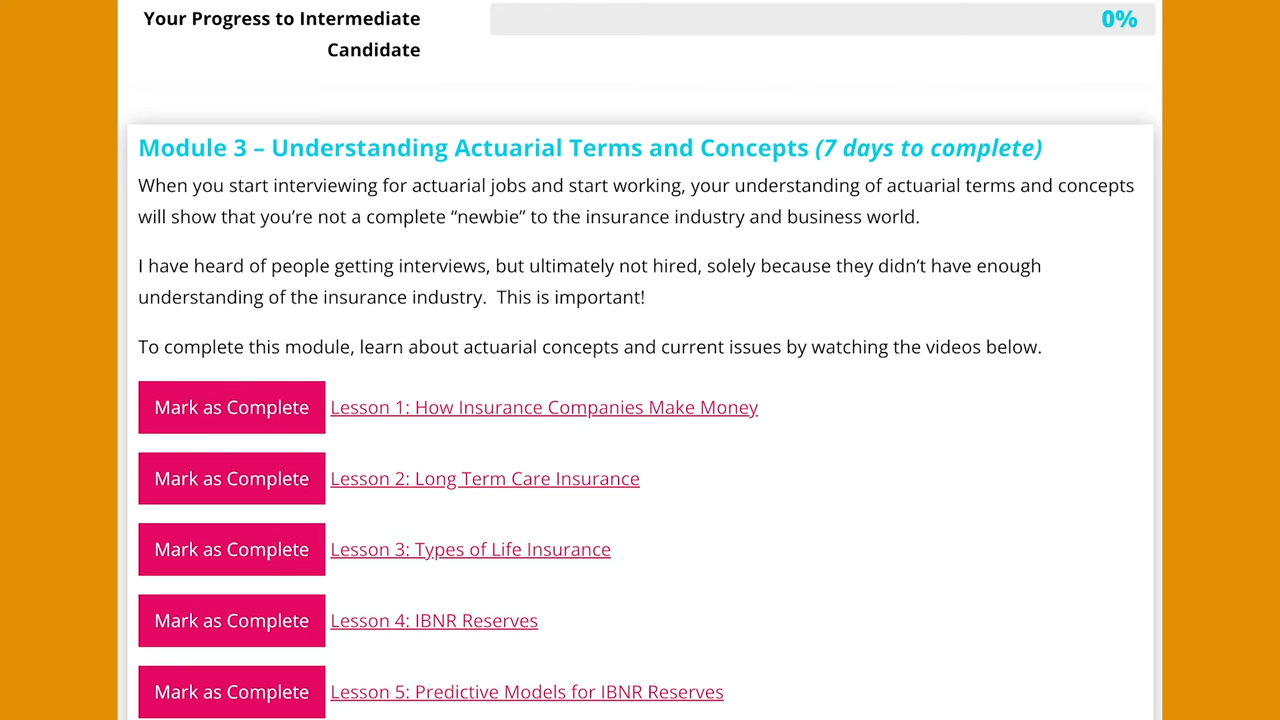 Your Progress to Intermediate
Candidate
0%
Module 3 – Understanding Actuarial Terms and Concepts (7 days to complete)
When you start interviewing for actuarial jobs and start working, your understanding of actuarial terms and concepts
will show that you’re not a complete “newbie” to the insurance industry and business world.
I have heard of people getting interviews, but ultimately not hired, solely because they didn’t have enough
understanding of the insurance industry.  This is important!
To complete this module, learn about actuarial concepts and current issues by watching the videos below.
Mark as Complete Lesson 1: How Insurance Companies Make Money
Mark as Complete Lesson 2: Long Term Care Insurance
Mark as Complete Lesson 3: Types of Life Insurance
Mark as Complete Lesson 4: IBNR Reserves
Mark as Complete Lesson 5: Predictive Models for IBNR Reserves